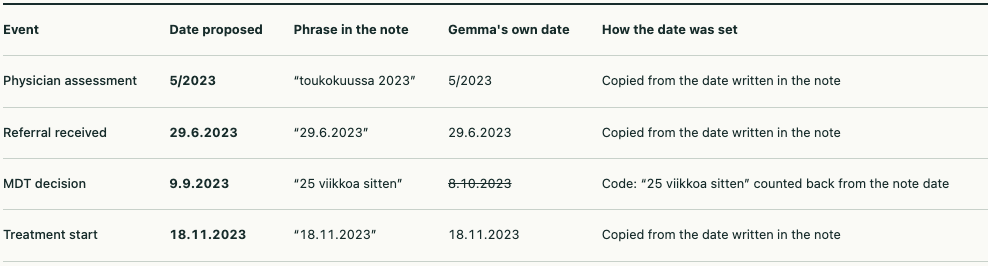 Event Date proposed Phrase in the note Gemma's own date How the date was set
Physician assessment 5/2023 “toukokuussa 2023” 5/2023 Copied from the date written in the note
Referral received 29.6.2023 “29.6.2023” 29.6.2023 Copied from the date written in the note
MDT decision 9.9.2023 “25 viikkoa sitten” 8.10.2023 Code: “25 viikkoa sitten” counted back from the note date
Treatment start 18.11.2023 “18.11.2023” 18.11.2023 Copied from the date written in the note